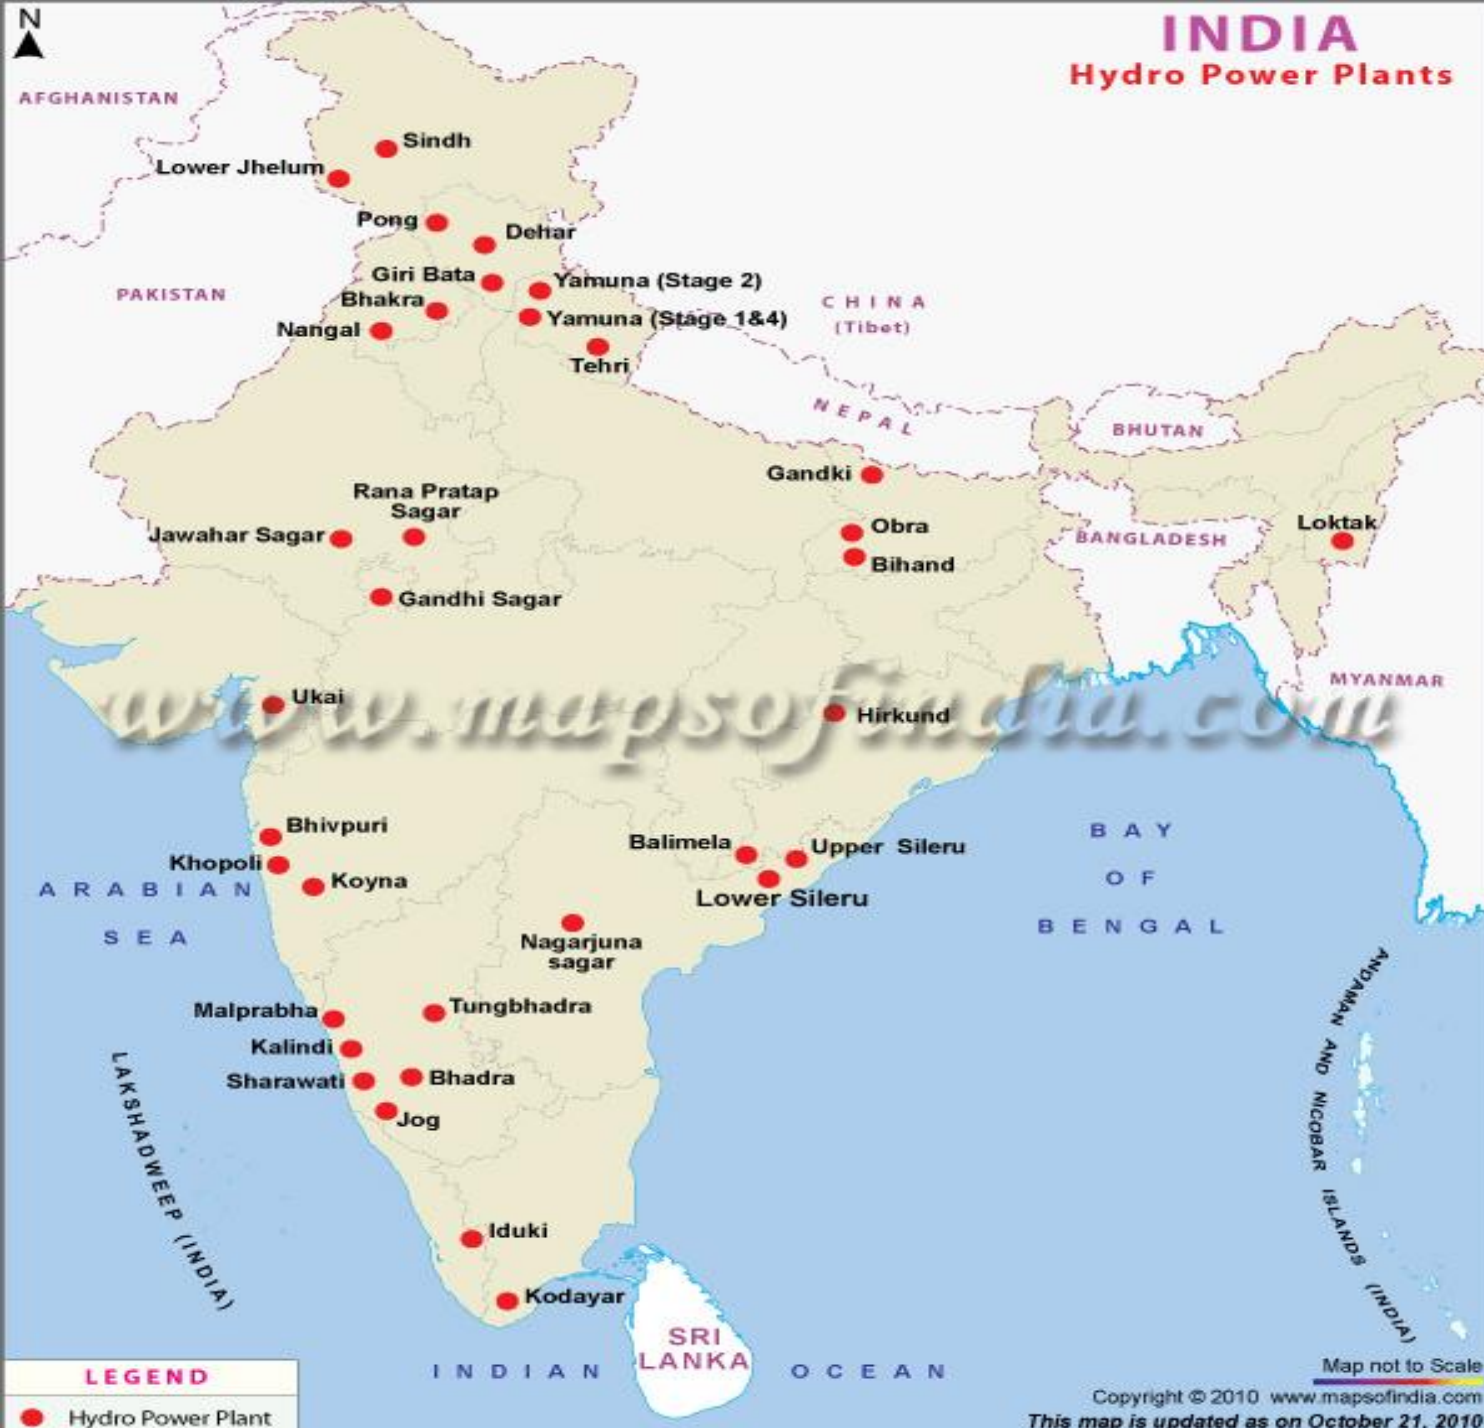 N
INDIA
Hydro Power Plants
AFGHANISTAN
Sindh
Lower Jhelum
Pong
Dehar
Giri Bata
Yamuna (Stage 2)
Bhakra
PAKISTAN
CHINA
(Tibet)
Nangal
Yamuna (Stage 1&4)
Tehri
NEPAL
BHUTAN
Gandki
Rana Pratap
Sagar
Jawahar Sagar
Obra
Loktak
BANGLADESH
Bihand
Gandhi Sagar
MYANMAR
Ukai
www.mapsofindia.com
Hirkund
Bhivpuri
BAY
OF
BENGAL
Balimela
Upper Sileru
Khopoli
Koyna
ARABIAN
SEA
Lower Sileru
Nagarjuna
sagar
Malprabha
Tungbhadra
Kalindi
Sharawati
Bhadra
Jog
LAKSHADWEEP (INDIA)
ANDAMAN AND NICOBAR ISLANDS (INDIA)
Iduki
Kodayar
SRI
LANKA
INDIAN OCEAN
LEGEND
Hydro Power Plant
Map not to Scale
Copyright © 2010 www.mapsofindia.com
This map is updated as on October 21, 2010